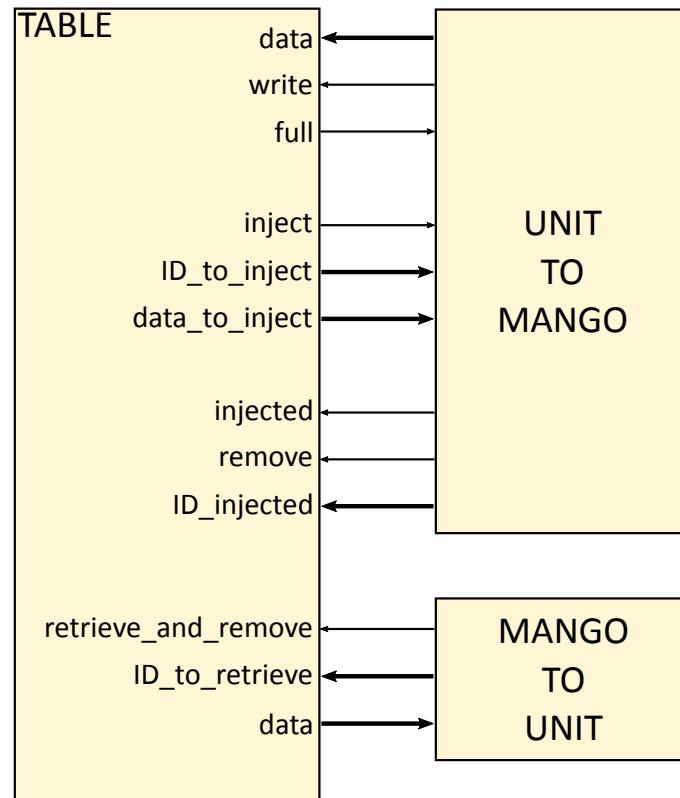 TABLE
data
write
full
inject
ID_to_inject
data_to_inject
injected
remove
ID_injected
retrieve_and_remove
ID_to_retrieve
data
UNIT
TO
MANGO
MANGO
TO
UNIT